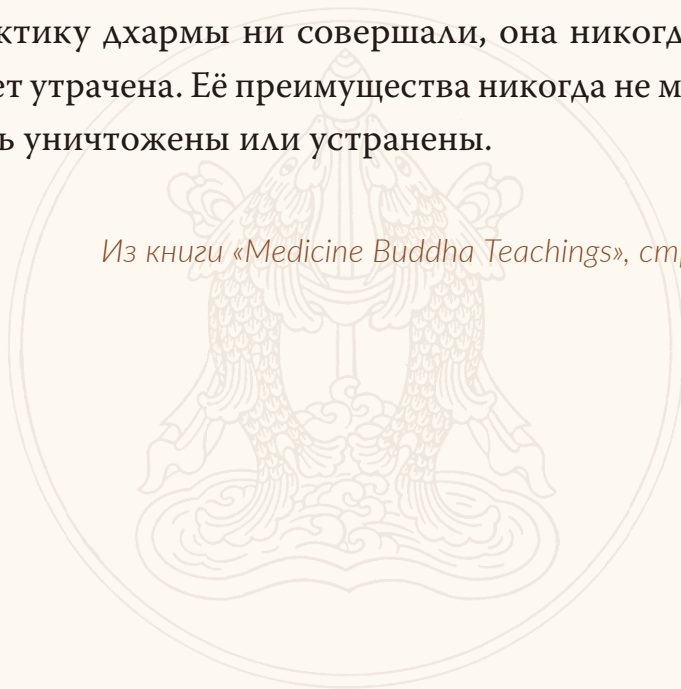 ктику дхармы ни совершали, она никогд
ет утрачена. Её преимущества никогда не м
ь уничтожены или устранены.
Из книги «Medicine Buddha Teachings», стр